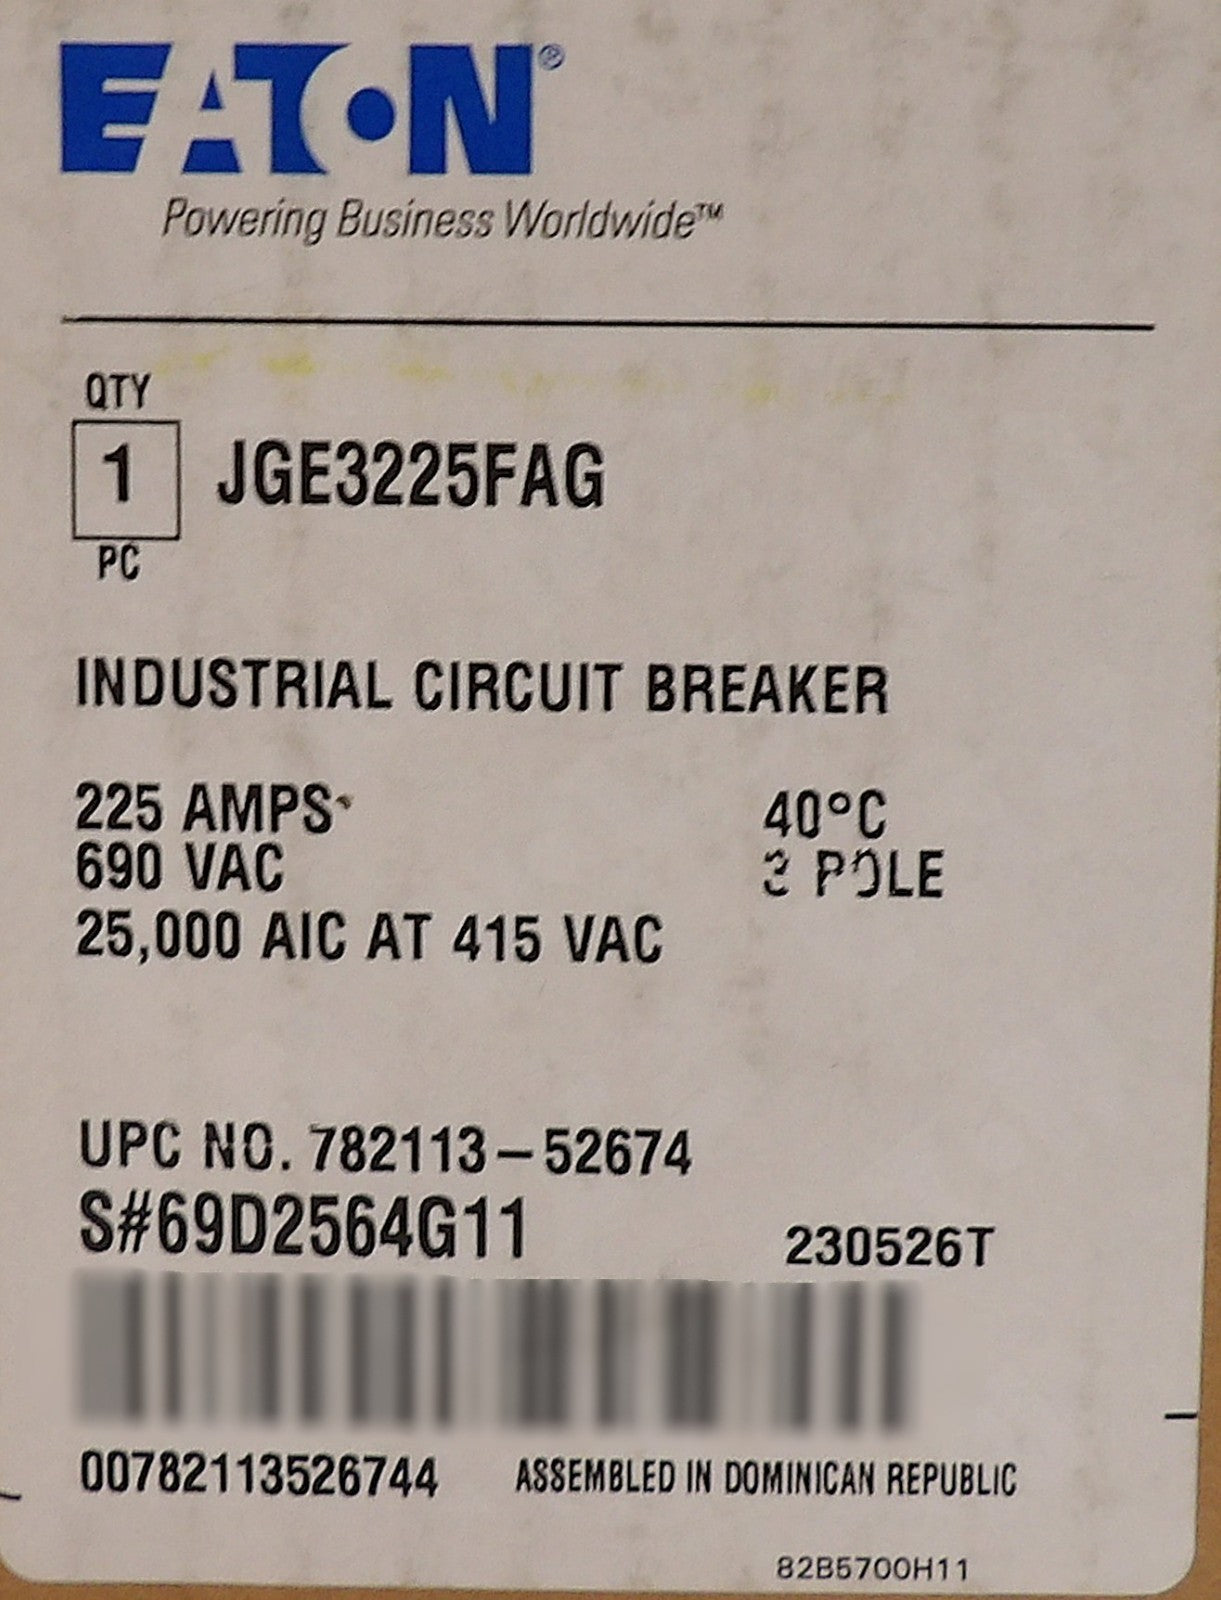 EATON®
Powering Business Worldwide™
QTY
1 JGE3225FAG
PC
INDUSTRIAL CIRCUIT BREAKER
225 AMPS 40°C
690 VAC 3 POLE
25,000 AIC AT 415 VAC
UPC NO. 782113-52674
S#69D2564G11 230526T
00782113526744 ASSEMBLED IN DOMINICAN REPUBLIC
82B5700H11